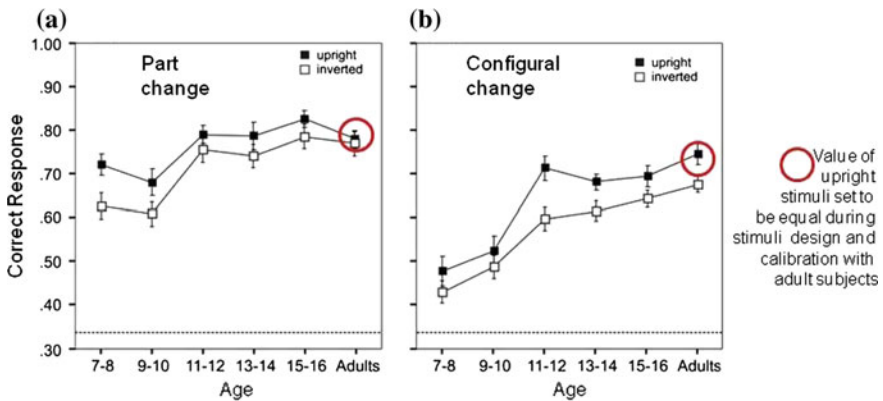 (a)
(b)
Correct Response
1.00
.90
.80
.70
.60
.50
.40
.30
Part
change
upright
inverted
7-8
9-10
11-12
13-14
15-16
Adults
Age
Configural
change
upright
inverted
7-8
9-10
11-12
13-14
15-16
Adults
Age
Value of
upright
stimuli set to
be equal during
stimuli design and
calibration with
adult subjects